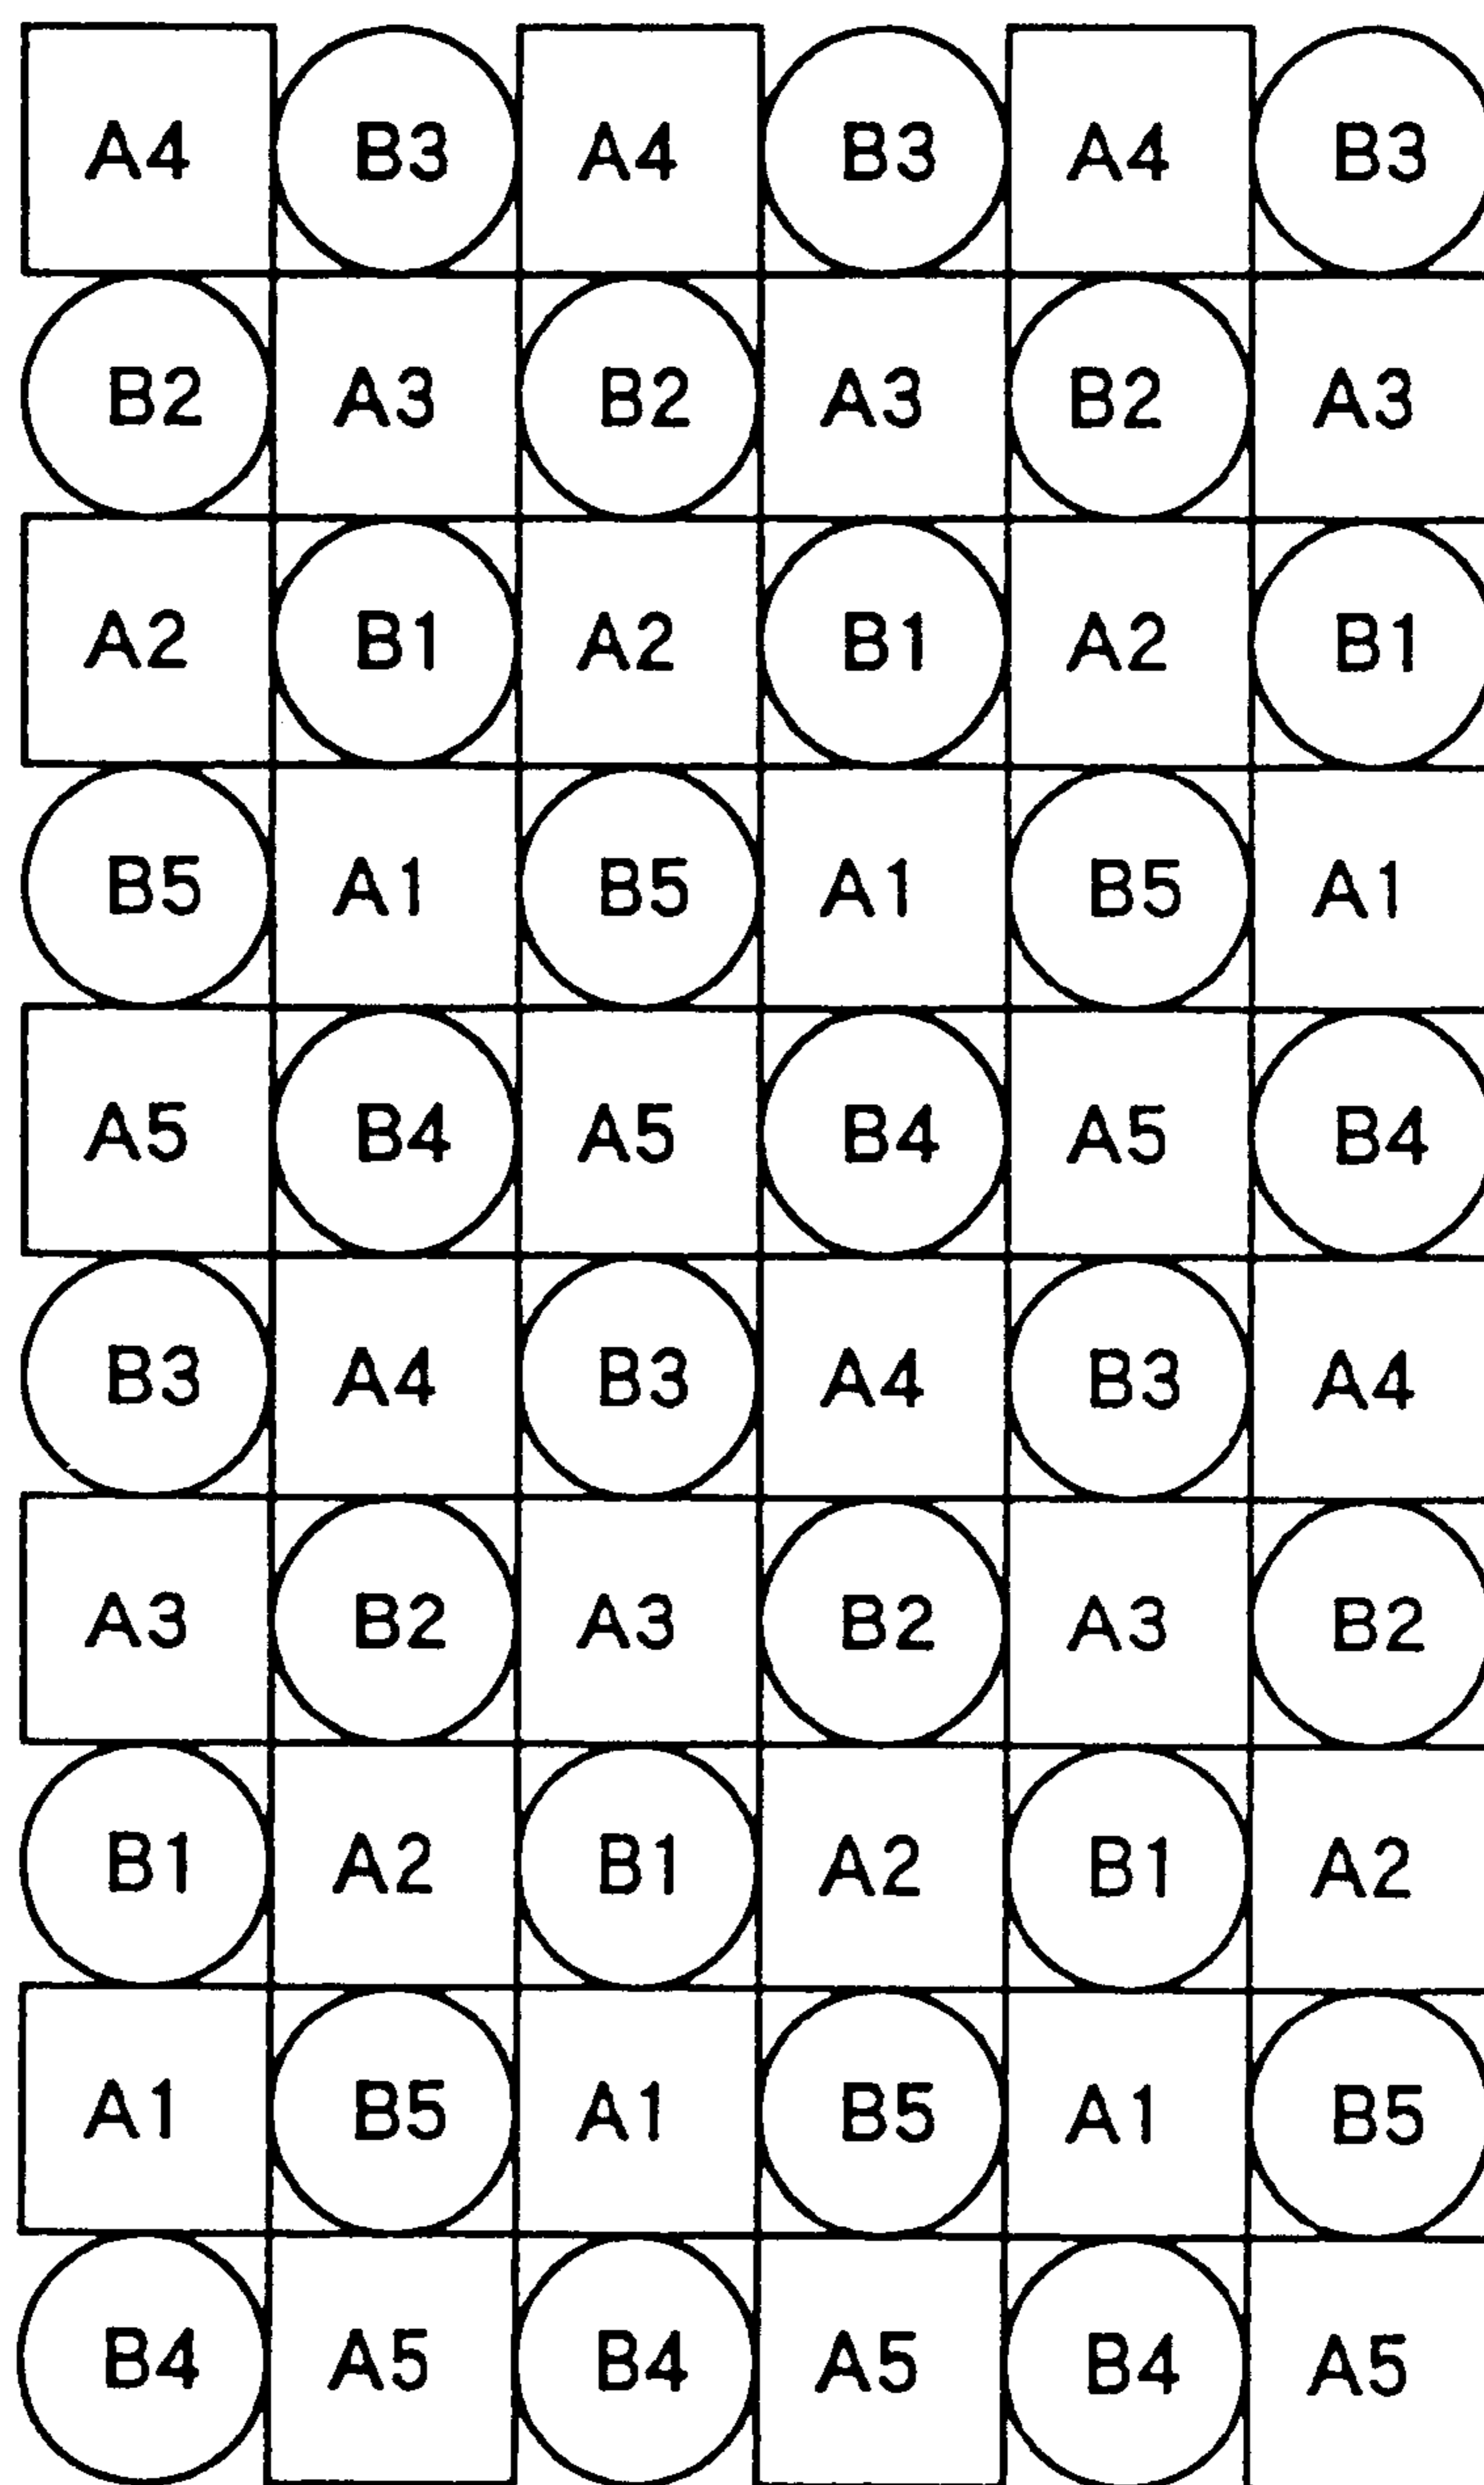 A4 B3 A4 B3 A4 B3
B2 A3 B2 A3 B2 A3
A2 B1 A2 B1 A2 B1
B5 A1 B5 A1 B5 A1
A5 B4 A5 B4 A5 B4
B3 A4 B3 A4 B3 A4
A3 B2 A3 B2 A3 B2
B1 A2 B1 A2 B1 A2
A1 B5 A1 B5 A1 B5
B4 A5 B4 A5 B4 A5